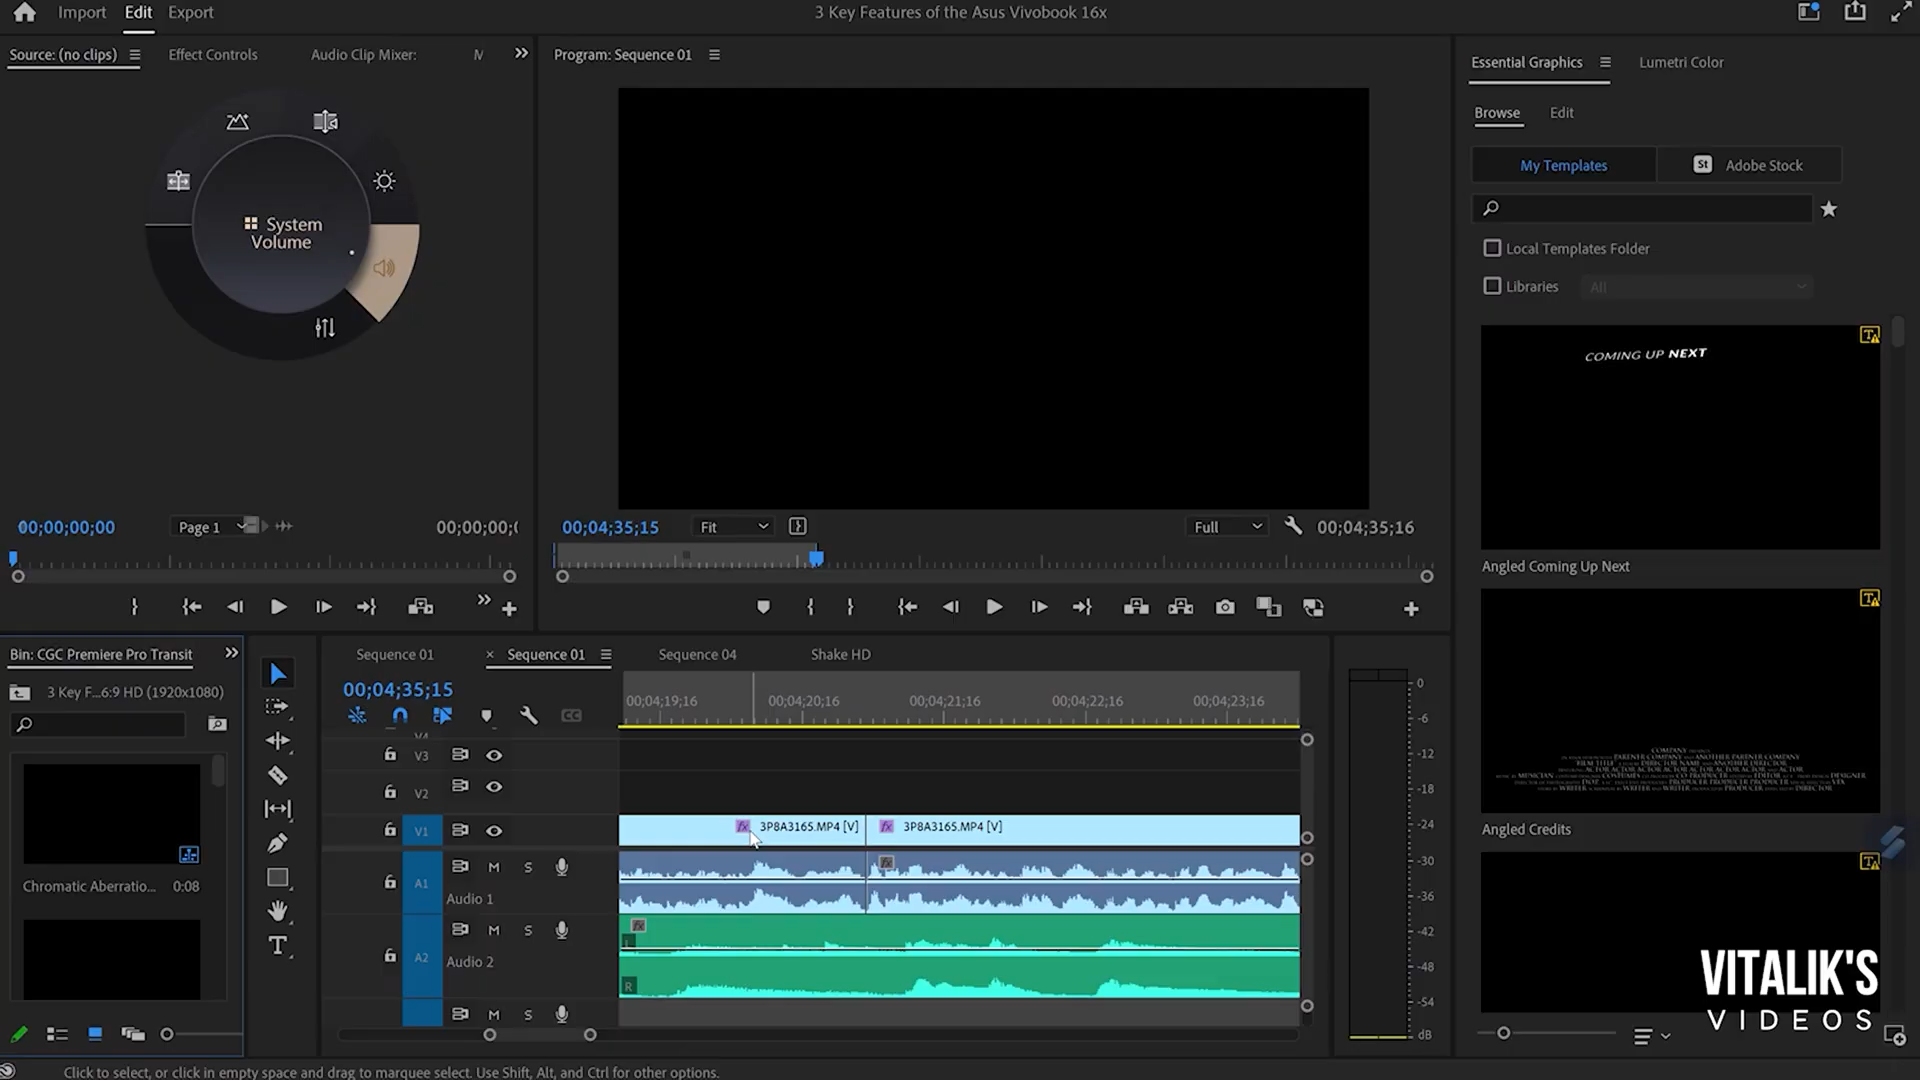 Import Edit Export
3 Key Features of the Asus Vivobook 16x
Source: (no clips)
Effect Controls
Audio Clip Mixer:
M
System
Volume
00;00;00;00
Page 1
00;00;00;(
Program: Sequence 01
00;04;35;15
Fit
Full
00;04;35;16
Essential Graphics
Lumetri Color
Browse
Edit
My Templates
St Adobe Stock
Local Templates Folder
Libraries
All
COMING UP NEXT
Angled Coming Up Next
Angled Credits
Bin: CGC Premiere Pro Transit
3 Key F...6:9 HD (1920x1080)
Chromatic Aberratio... 0:08
Sequence 01
× Sequence 01
Sequence 04
Shake HD
00;04;35;15
00;04;19;16 00;04;20;16 00;04;21;16 00;04;22;16 00;04;23;16
V3
V2
V1
fx 3P8A3165.MP4 [V]
fx 3P8A3165.MP4 [V]
A1
M S
Audio 1
fx
A2
M S
Audio 2
fx
L
R
M S
0
-6
-12
-18
-24
-30
-36
-42
-48
-54
dB
VITALIK'S
VIDEOS
Click to select, or click in empty space and drag to marquee select. Use Shift, Alt, and Ctrl for other options.